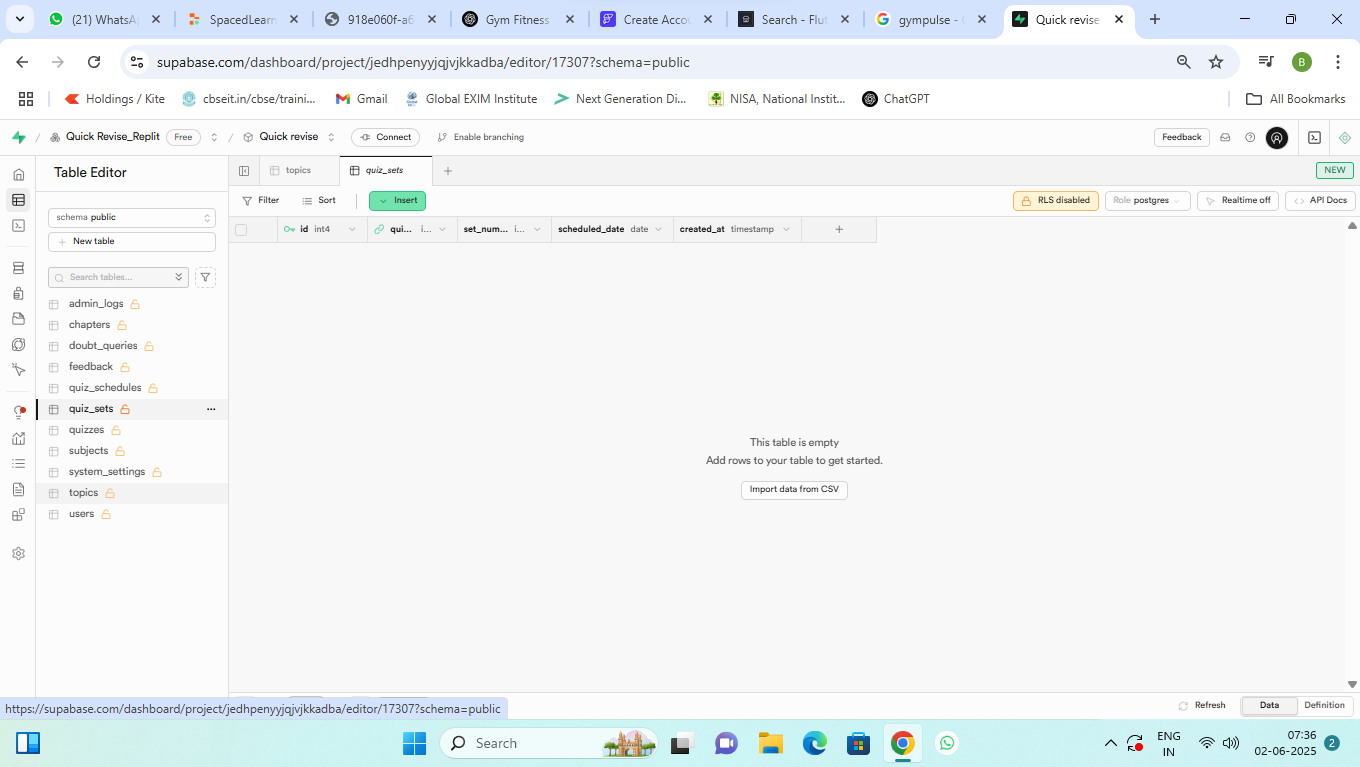 (21) WhatsA
SpacedLearn
918e060f-a6
Gym Fitness
Create Accou
Search - Flut
gympulse - G
Quick revise
supabase.com/dashboard/project/jedhpenyyjqjvjkkadba/editor/17307?schema=public
B
Holdings / Kite
cbseit.in/cbse/traini...
Gmail
Global EXIM Institute
Next Generation Di...
NISA, National Instit...
ChatGPT
All Bookmarks
/ Quick Revise_Replit Free / Quick revise Connect Enable branching Feedback
Table Editor
topics
quiz_sets
NEW
schema public
Filter Sort Insert RLS disabled Role postgres Realtime off API Docs
New table
id int4 qui... i... set_num... i... scheduled_date date created_at timestamp
Search tables...
admin_logs
chapters
doubt_queries
feedback
quiz_schedules
quiz_sets
quizzes
subjects
system_settings
topics
users
This table is empty
Add rows to your table to get started.
Import data from CSV
https://supabase.com/dashboard/project/jedhpenyyjqjvjkkadba/editor/17307?schema=public
Refresh Data Definition
Search
ENG
IN
07:36
02-06-2025
2